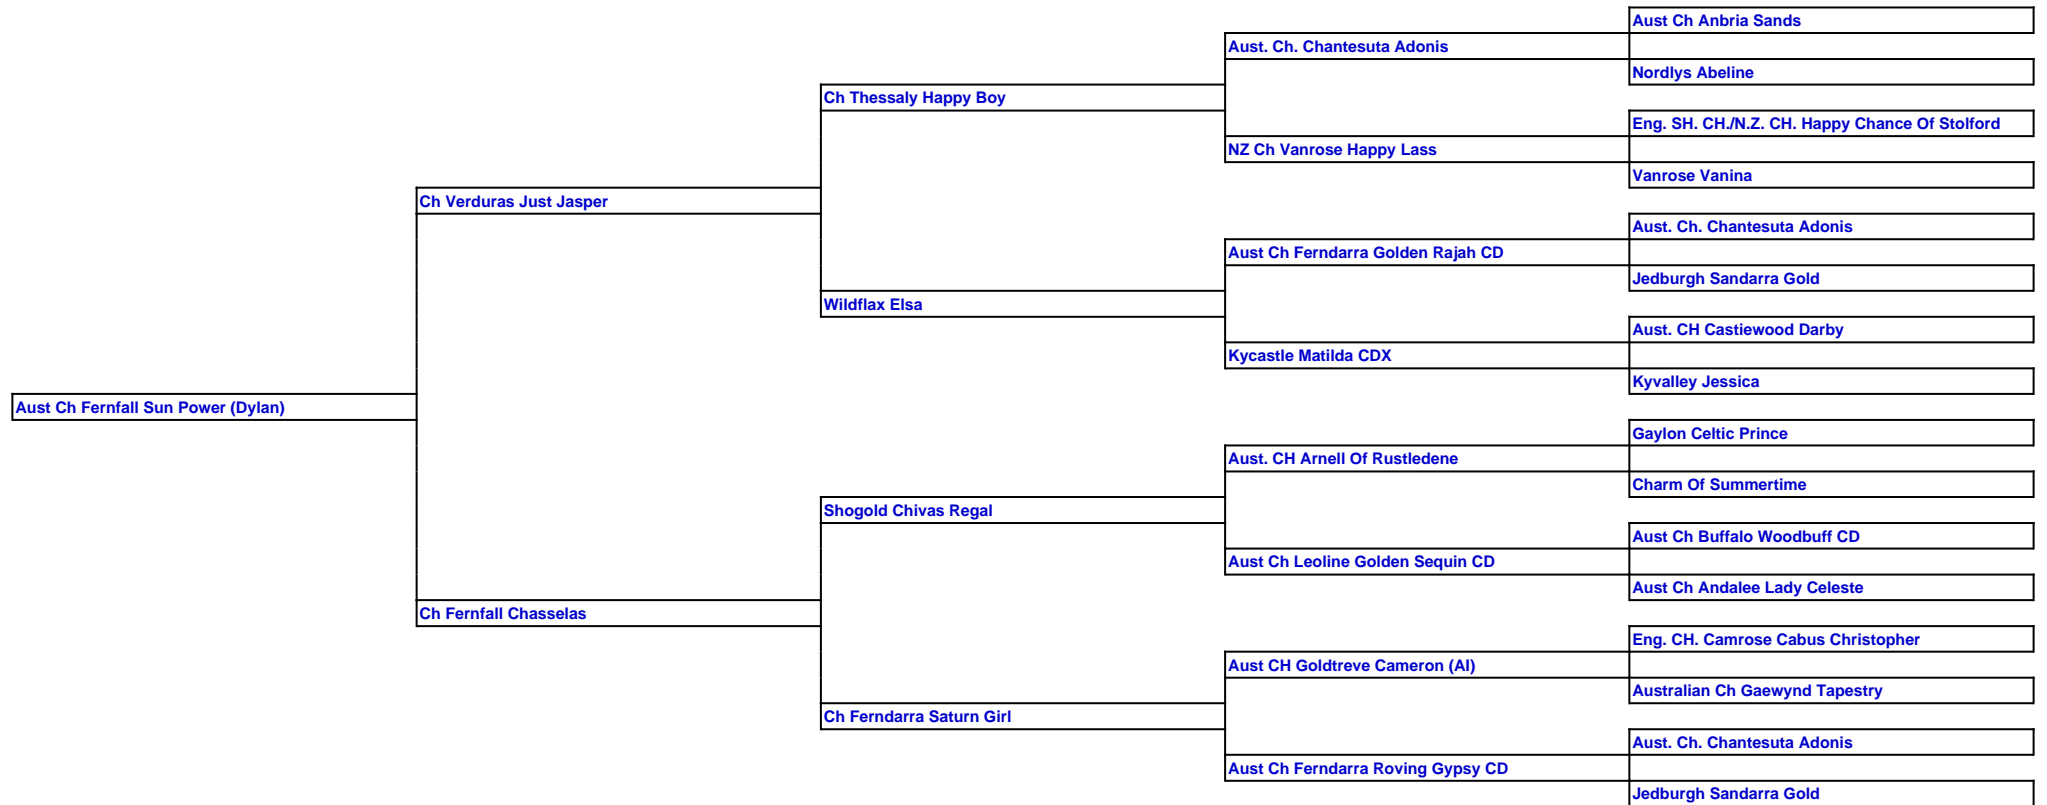 Aust Ch Anbria Sands
Aust. Ch. Chantesuta Adonis
Nordlys Abeline
Ch Thessaly Happy Boy
Eng. SH. CH./N.Z. CH. Happy Chance Of Stolford
NZ Ch Vanrose Happy Lass
Vanrose Vanina
Ch Verduras Just Jasper
Aust. Ch. Chantesuta Adonis
Aust Ch Ferndarra Golden Rajah CD
Jedburgh Sandarra Gold
Wildflax Elsa
Aust. CH Castiewood Darby
Kycastle Matilda CDX
Kyvalley Jessica
Aust Ch Fernfall Sun Power (Dylan)
Gaylon Celtic Prince
Aust. CH Arnell Of Rustledene
Charm Of Summertime
Shogold Chivas Regal
Aust Ch Buffalo Woodbuff CD
Aust Ch Leoline Golden Sequin CD
Aust Ch Andalee Lady Celeste
Ch Fernfall Chasselas
Eng. CH. Camrose Cabus Christopher
Aust CH Goldtreve Cameron (AI)
Australian Ch Gaewynd Tapestry
Ch Ferndarra Saturn Girl
Aust. Ch. Chantesuta Adonis
Aust Ch Ferndarra Roving Gypsy CD
Jedburgh Sandarra Gold